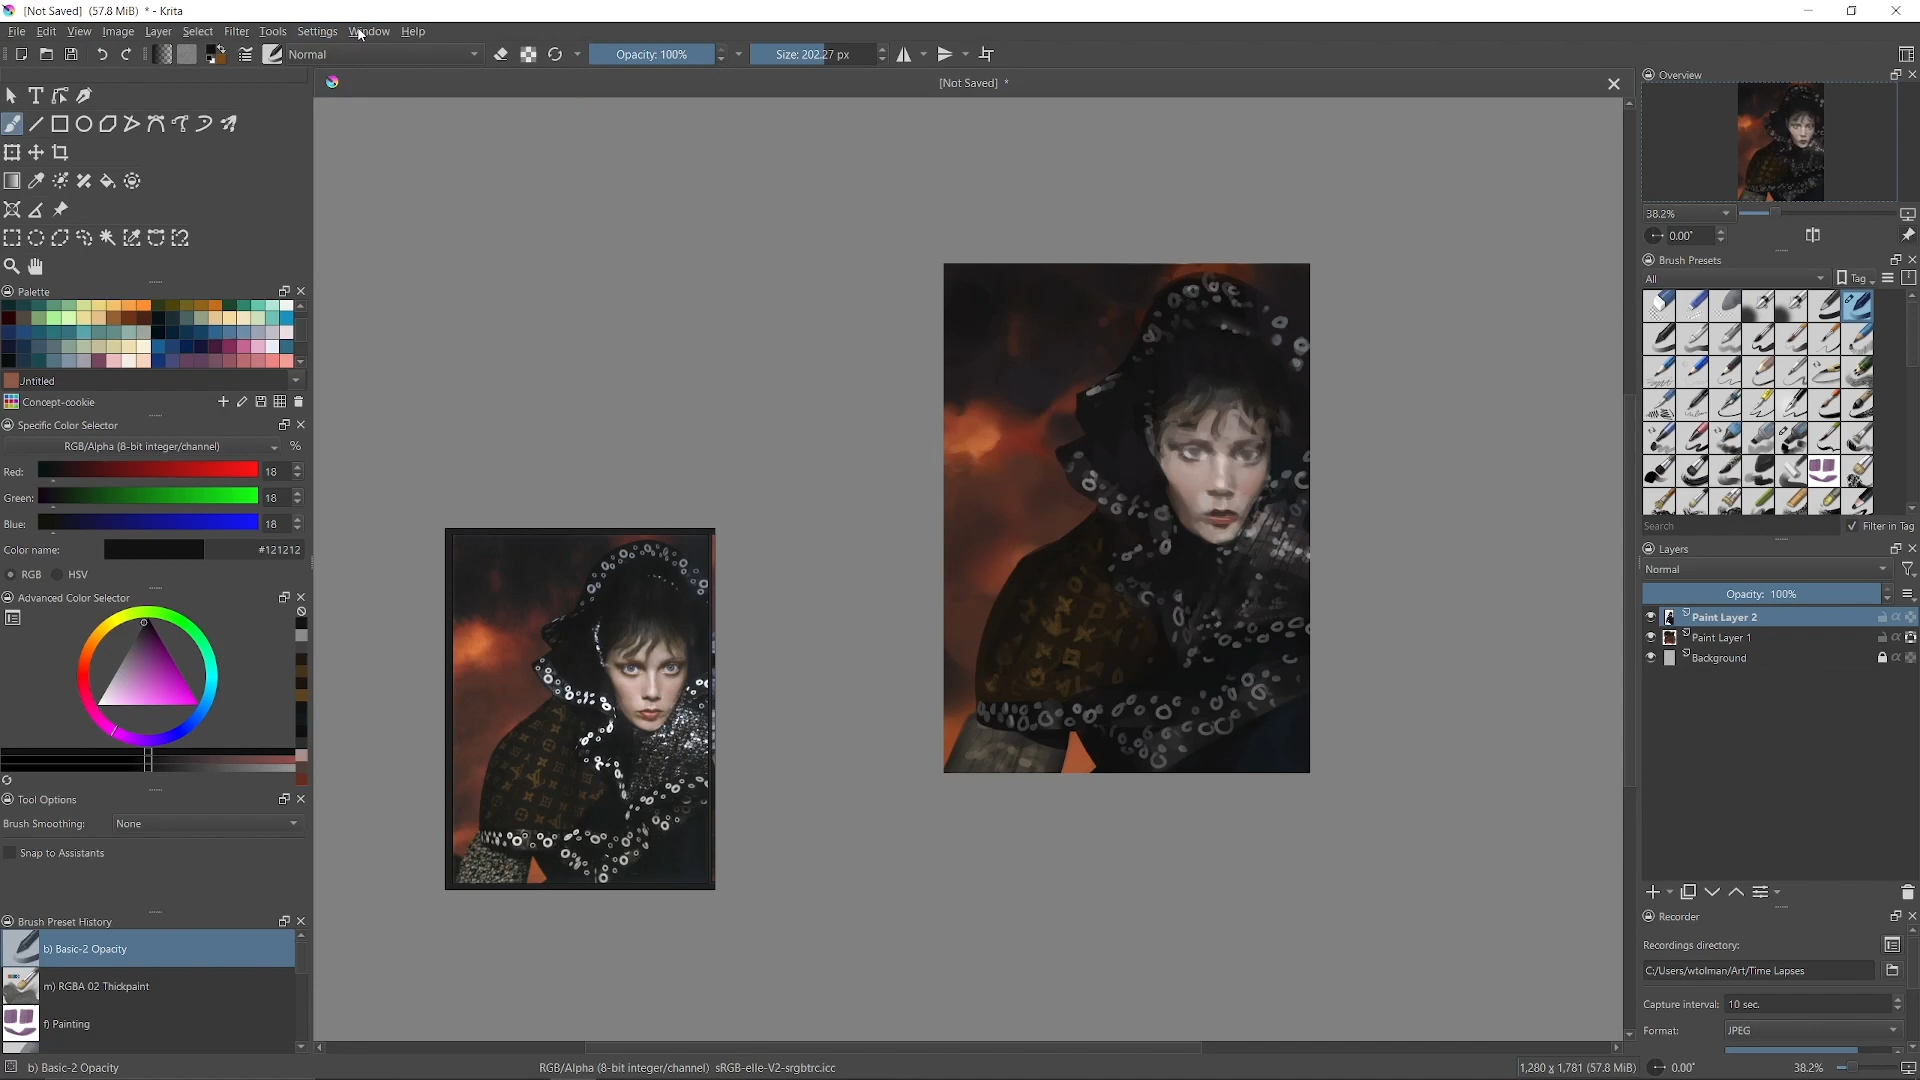 [Not Saved]  (57.8 MiB)  * - Krita
File Edit View Image Layer Select Filter Tools Settings Window Help
Normal Opacity: 100% Size: 202.27 px
[Not Saved]  *
Overview
38.2%
0.00°
Brush Presets
All Tag
Search Filter in Tag
Layers
Normal
Opacity:  100%
Paint Layer 2
Paint Layer 1
Background
Recorder
Recordings directory:
C:/Users/wtolman/Art/Time Lapses
Capture interval: 10 sec.
Format: JPEG
Palette
Untitled
Concept-cookie
Specific Color Selector
RGB/Alpha (8-bit integer/channel) %
Red: 18
Green: 18
Blue: 18
Color name: #121212
RGB HSV
Advanced Color Selector
Tool Options
Brush Smoothing: None
Snap to Assistants
Brush Preset History
b) Basic-2 Opacity
m) RGBA 02 Thickpaint
f) Painting
b) Basic-2 Opacity RGB/Alpha (8-bit integer/channel)  sRGB-elle-V2-srgbtrc.icc 1,280 x 1,781 (57.8 MiB) 0.00° 38.2%